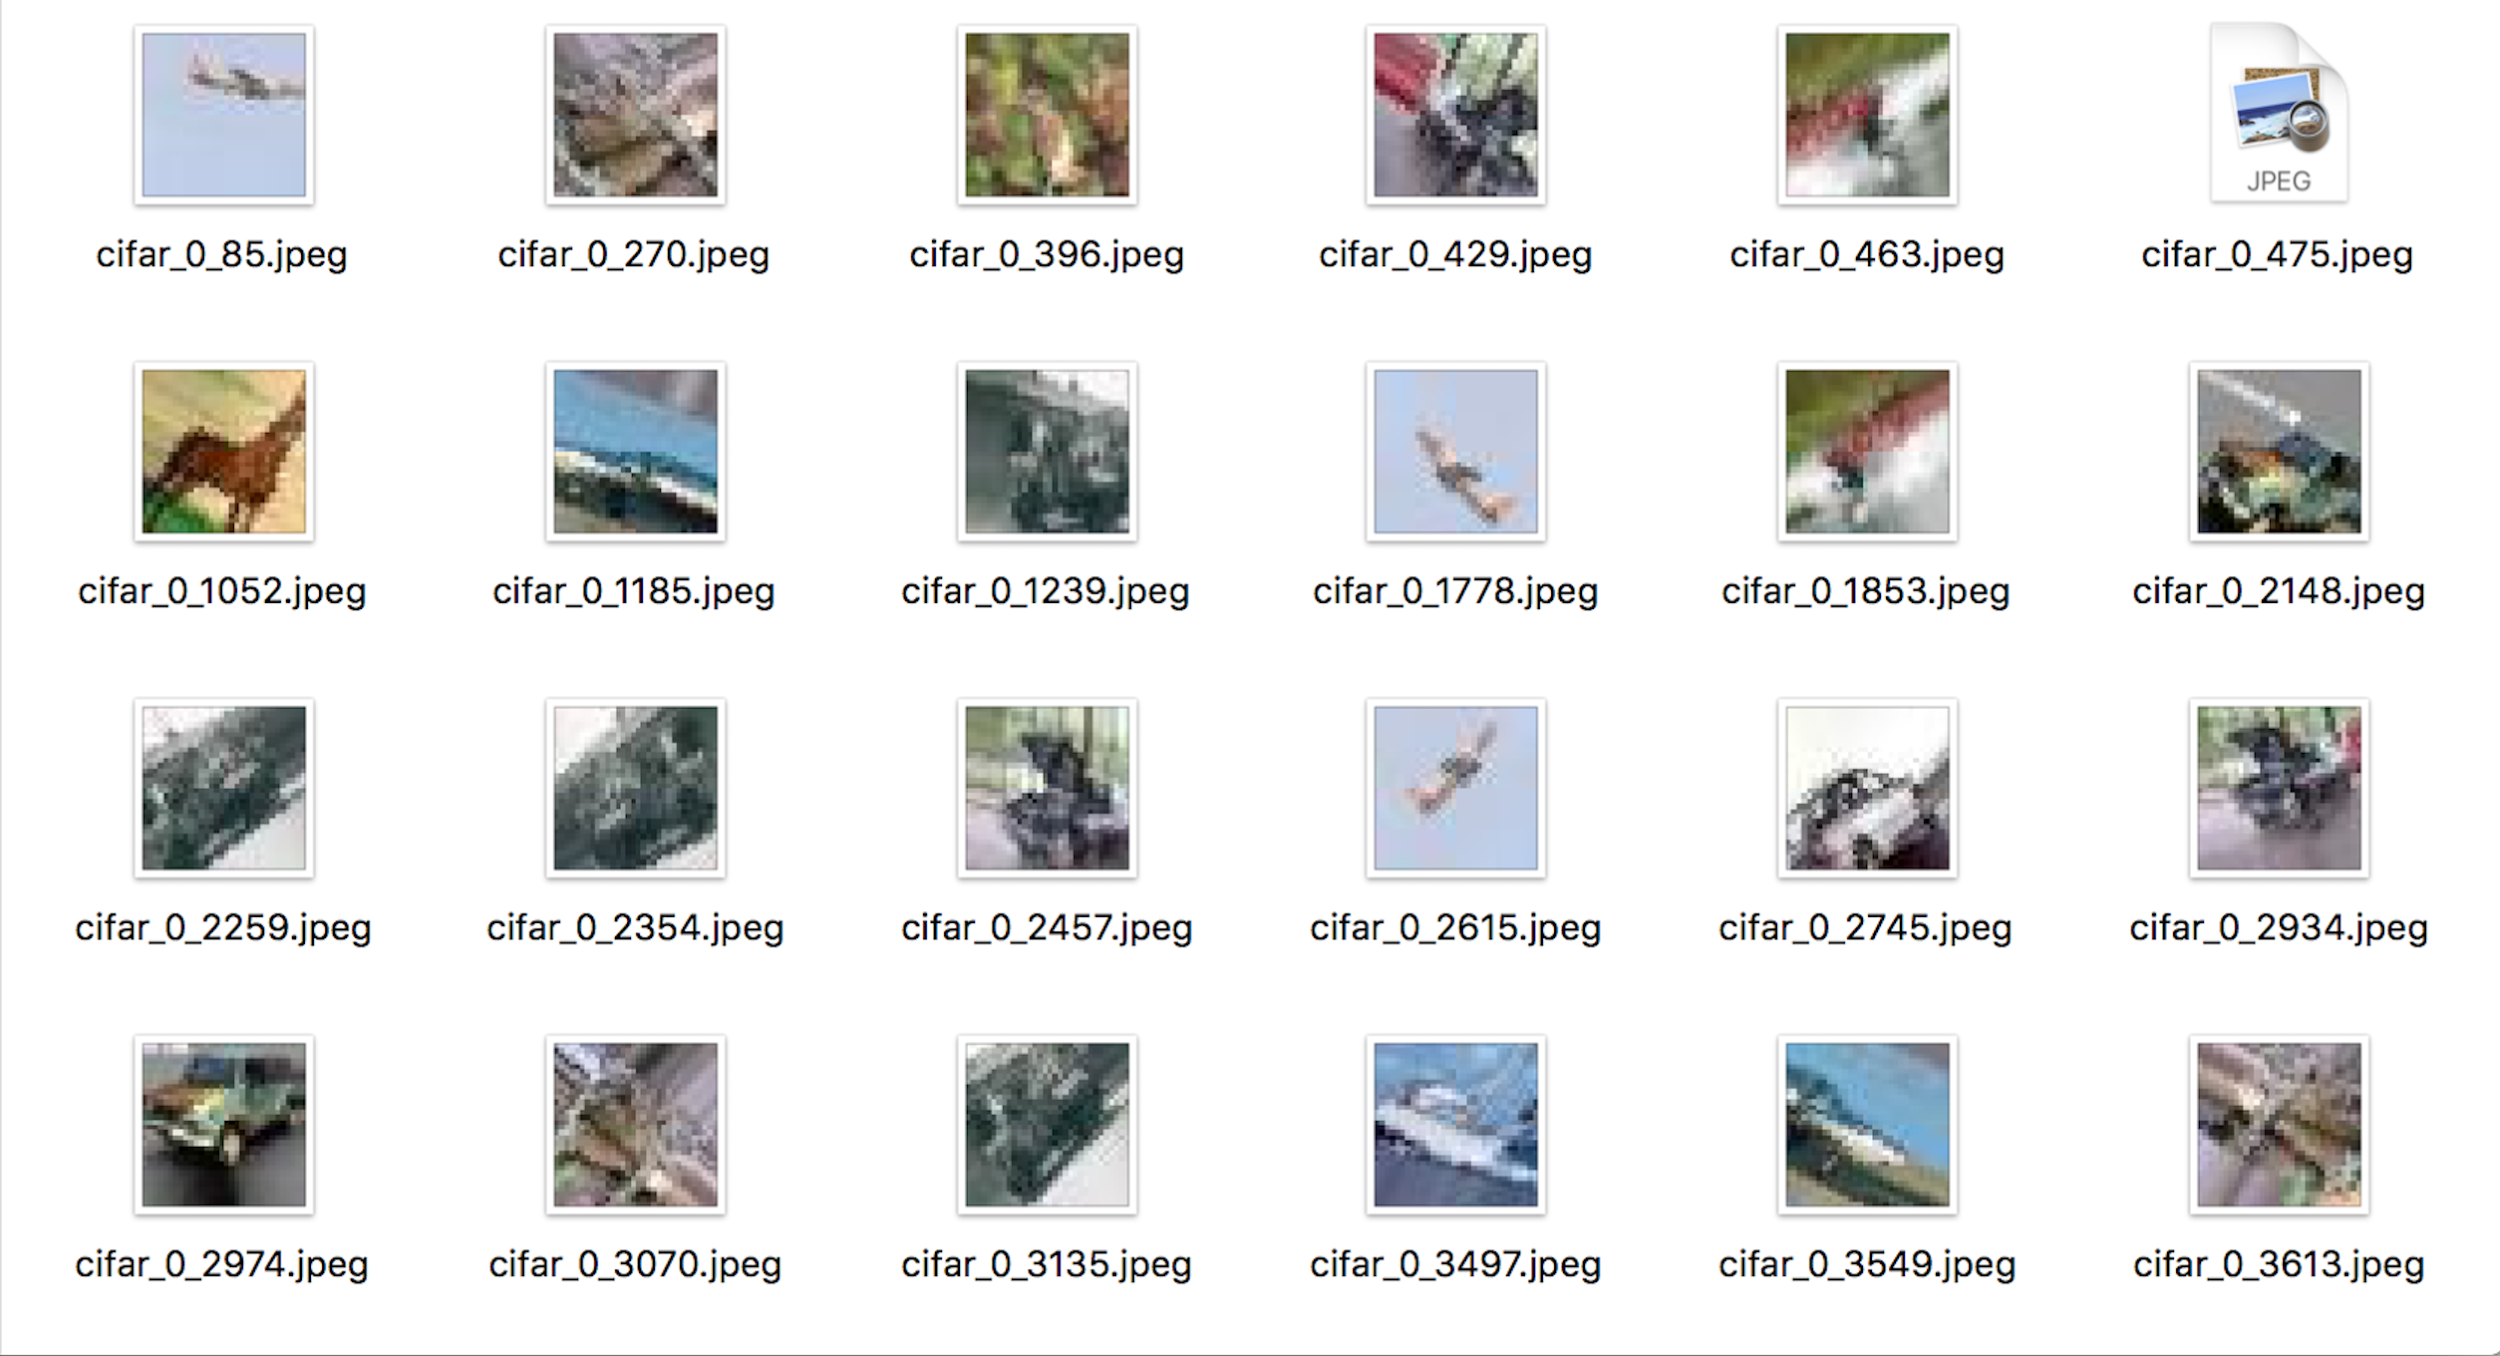 JPEG
cifar_0_85.jpeg cifar_0_270.jpeg cifar_0_396.jpeg cifar_0_429.jpeg cifar_0_463.jpeg cifar_0_475.jpeg
cifar_0_1052.jpeg cifar_0_1185.jpeg cifar_0_1239.jpeg cifar_0_1778.jpeg cifar_0_1853.jpeg cifar_0_2148.jpeg
cifar_0_2259.jpeg cifar_0_2354.jpeg cifar_0_2457.jpeg cifar_0_2615.jpeg cifar_0_2745.jpeg cifar_0_2934.jpeg
cifar_0_2974.jpeg cifar_0_3070.jpeg cifar_0_3135.jpeg cifar_0_3497.jpeg cifar_0_3549.jpeg cifar_0_3613.jpeg